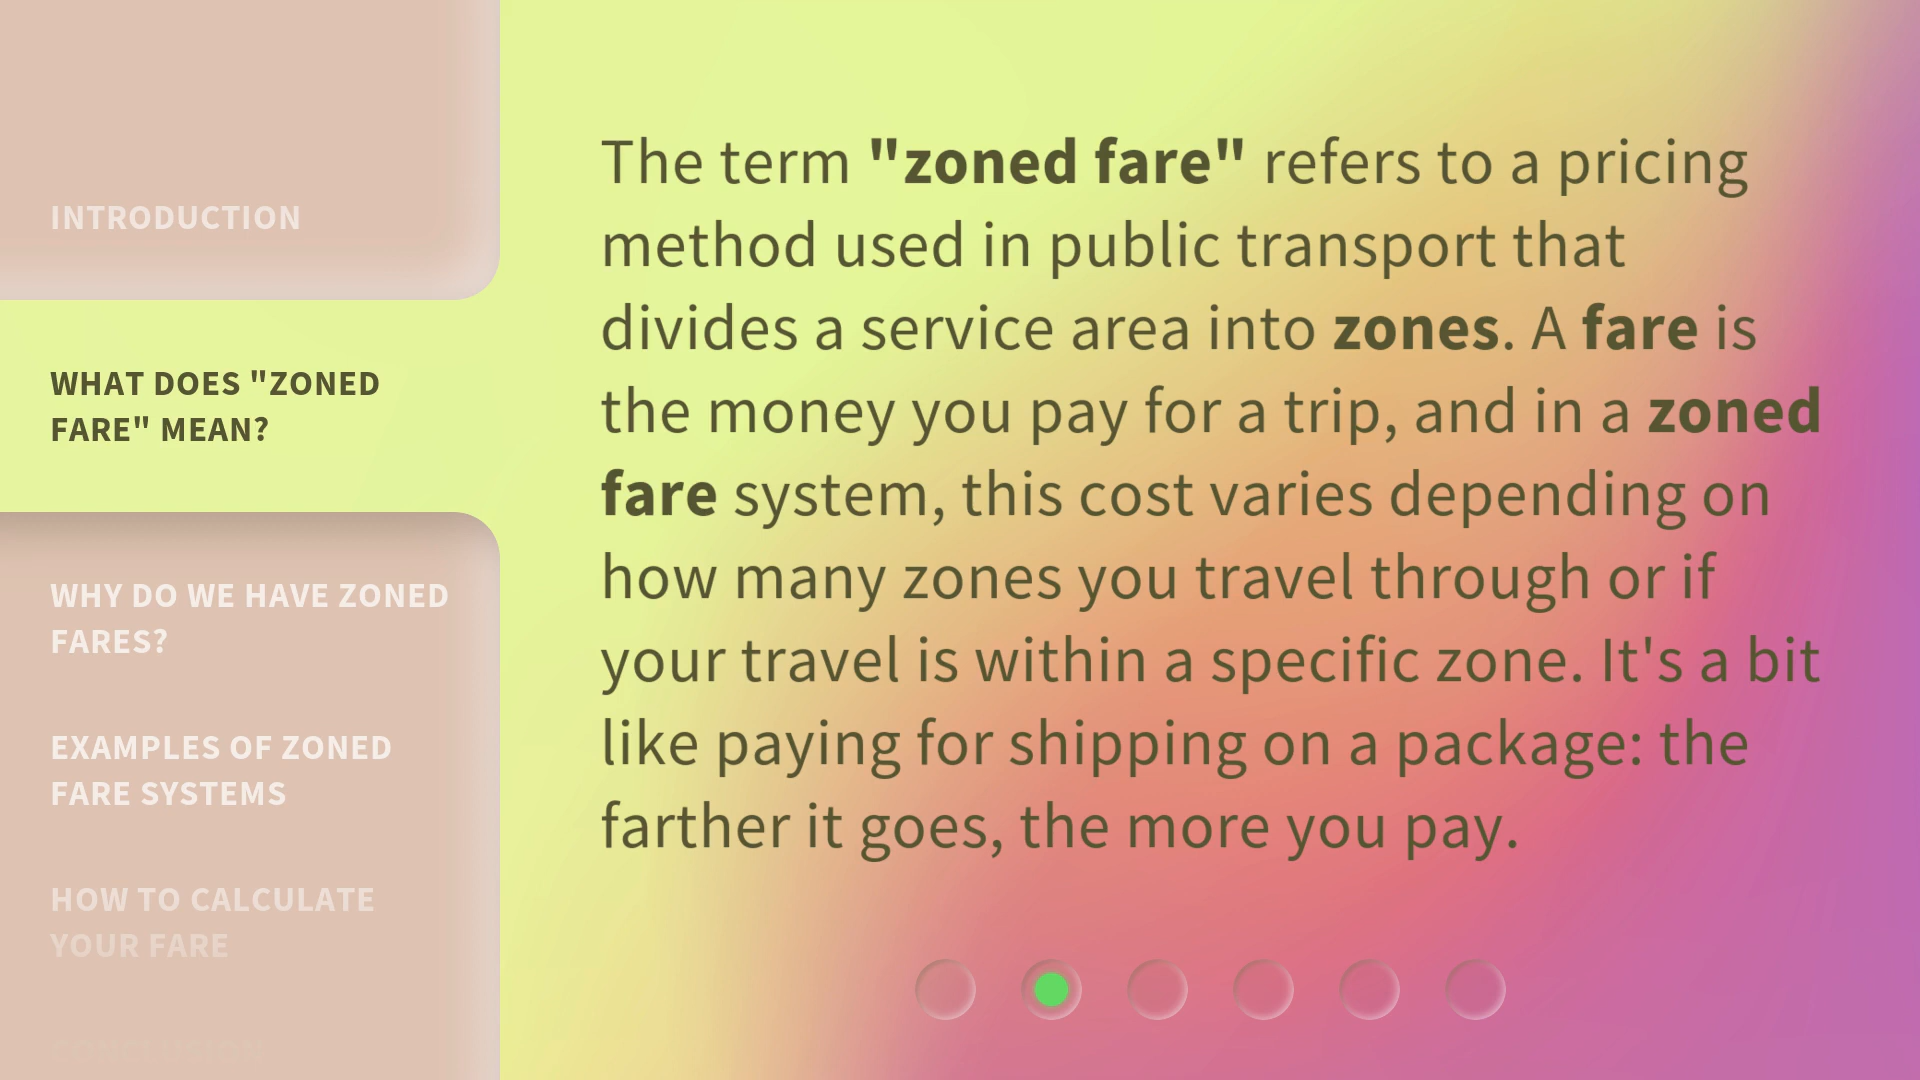 INTRODUCTION
WHAT DOES "ZONED
FARE" MEAN?
WHY DO WE HAVE ZONED
FARES?
EXAMPLES OF ZONED
FARE SYSTEMS
HOW TO CALCULATE
YOUR FARE
CONCLUSION
The term "zoned fare" refers to a pricing
method used in public transport that
divides a service area into zones. A fare is
the money you pay for a trip, and in a zoned
fare system, this cost varies depending on
how many zones you travel through or if
your travel is within a specific zone. It's a bit
like paying for shipping on a package: the
farther it goes, the more you pay.